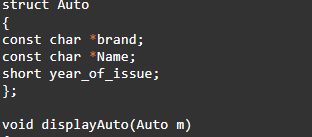 struct Auto
{
const char *brand;
const char *Name;
short year_of_issue;
};
void displayAuto(Auto m)